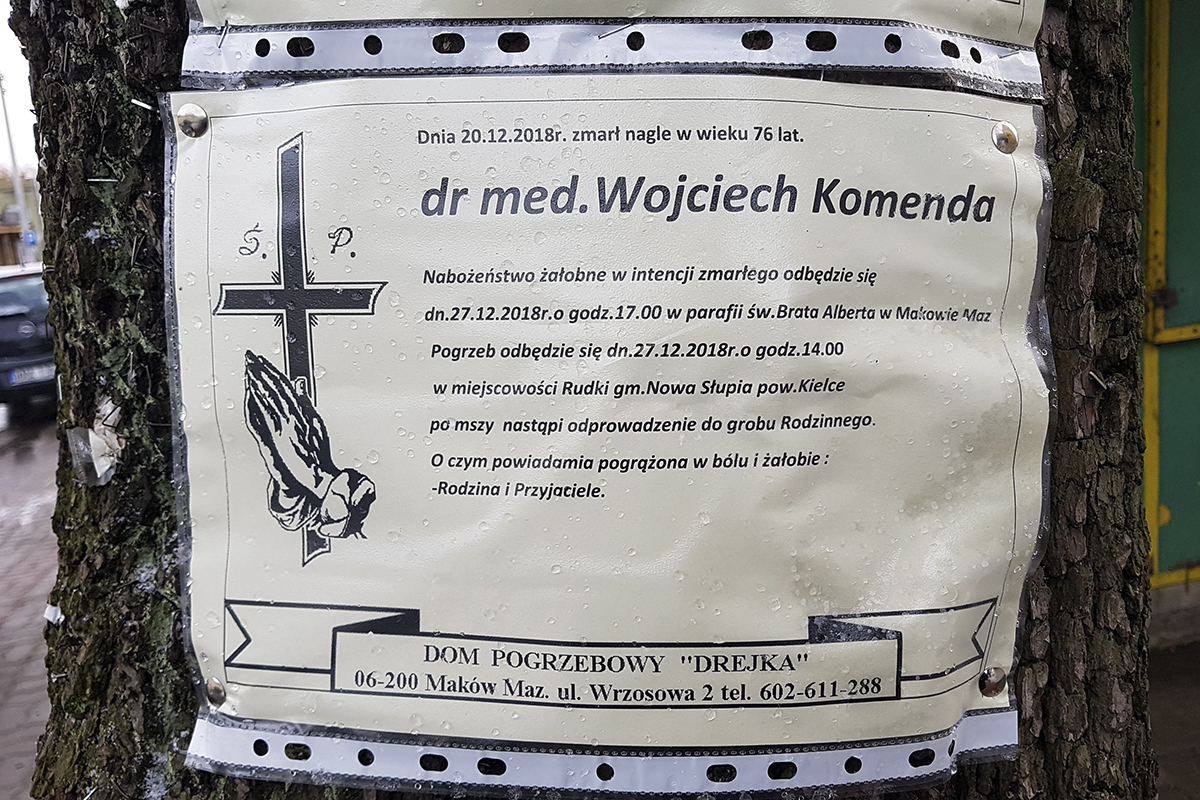 Dnia 20.12.2018r. zmarł nagle w wieku 76 lat.
dr med.Wojciech Komenda
Ś. P.
Nabożeństwo żałobne w intencji zmarłego odbędzie się
dn.27.12.2018r.o godz.17.00 w parafii św.Brata Alberta w Makowie Maz
Pogrzeb odbędzie się dn.27.12.2018r.o godz.14.00
w miejscowości Rudki gm.Nowa Słupia pow.Kielce
po mszy nastąpi odprowadzenie do grobu Rodzinnego.
O czym powiadamia pogrążona w bólu i żałobie :
-Rodzina i Przyjaciele.
DOM POGRZEBOWY "DREJKA"
06-200 Maków Maz. ul. Wrzosowa 2 tel. 602-611-288